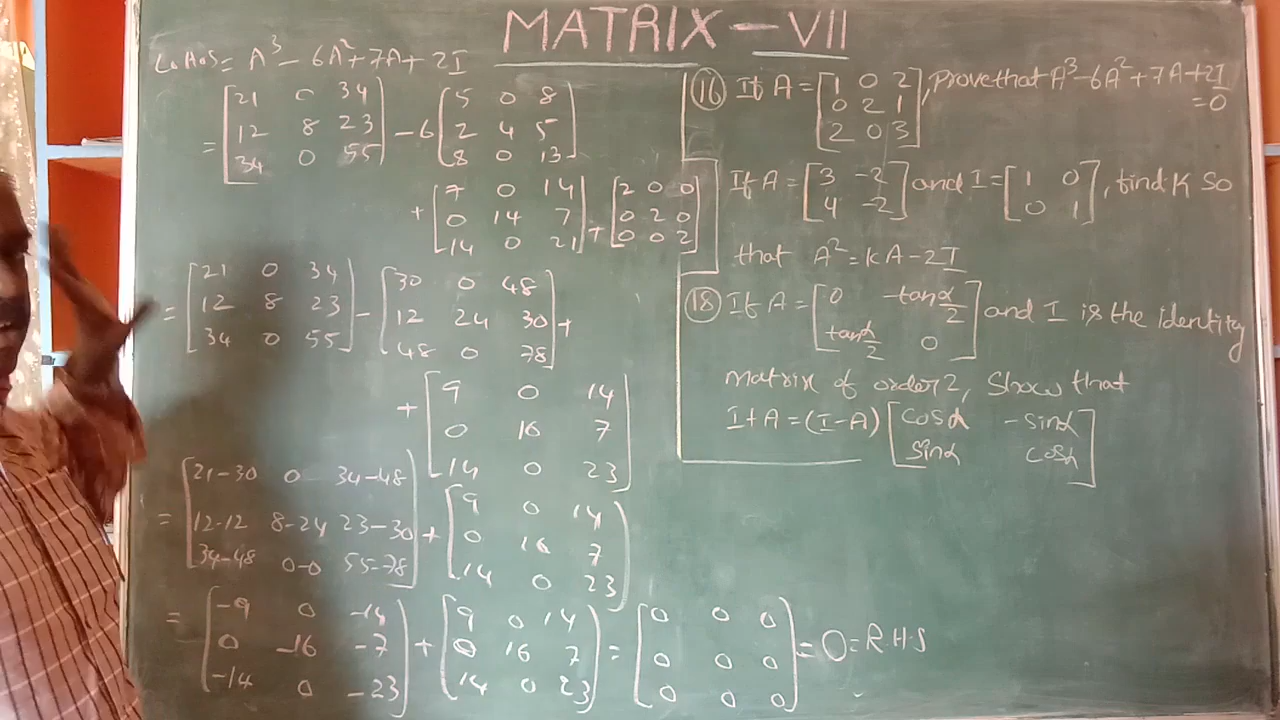 MATRIX - VII
L.H.S = A³ - 6A² + 7A + 2I
= [21 0 34; 12 8 23; 34 0 55] - 6 [5 0 8; 2 4 5; 8 0 13]
+ [7 0 14; 0 14 7; 14 0 21] + [2 0 0; 0 2 0; 0 0 2]
= [21 0 34; 12 8 23; 34 0 55] - [30 0 48; 12 24 30; 48 0 78] +
+ [9 0 14; 0 16 7; 14 0 23]
= [21-30 0 34-48; 12-12 8-24 23-30; 34-48 0-0 55-78] + [9 0 14; 0 16 7; 14 0 23]
= [-9 0 -14; 0 -16 -7; -14 0 -23] + [9 0 14; 0 16 7; 14 0 23] = [0 0 0; 0 0 0; 0 0 0] = O = R.H.S
(16) If A = [1 0 2; 0 2 1; 2 0 3], Prove that A³ - 6A² + 7A + 2I = 0
If A = [3 -2; 4 -2] and I = [1 0; 0 1], find K so
that A² = KA - 2I
(18) If A = [0 -tan α/2; tan α/2 0] and I is the identity
matrix of order 2, Show that
I + A = (I - A) [cosα -sinα; sinα cosα]